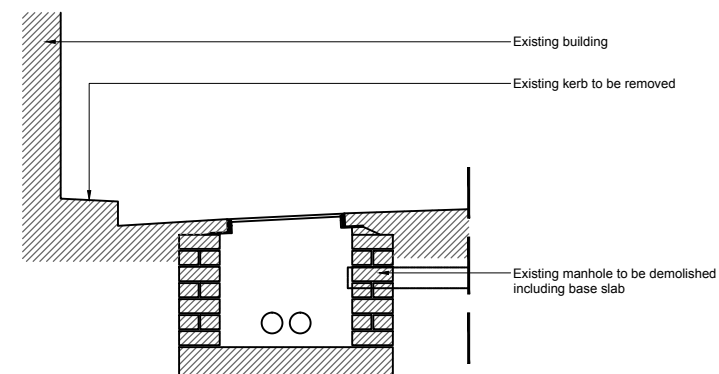 Existing building
Existing kerb to be removed
Existing manhole to be demolished
including base slab